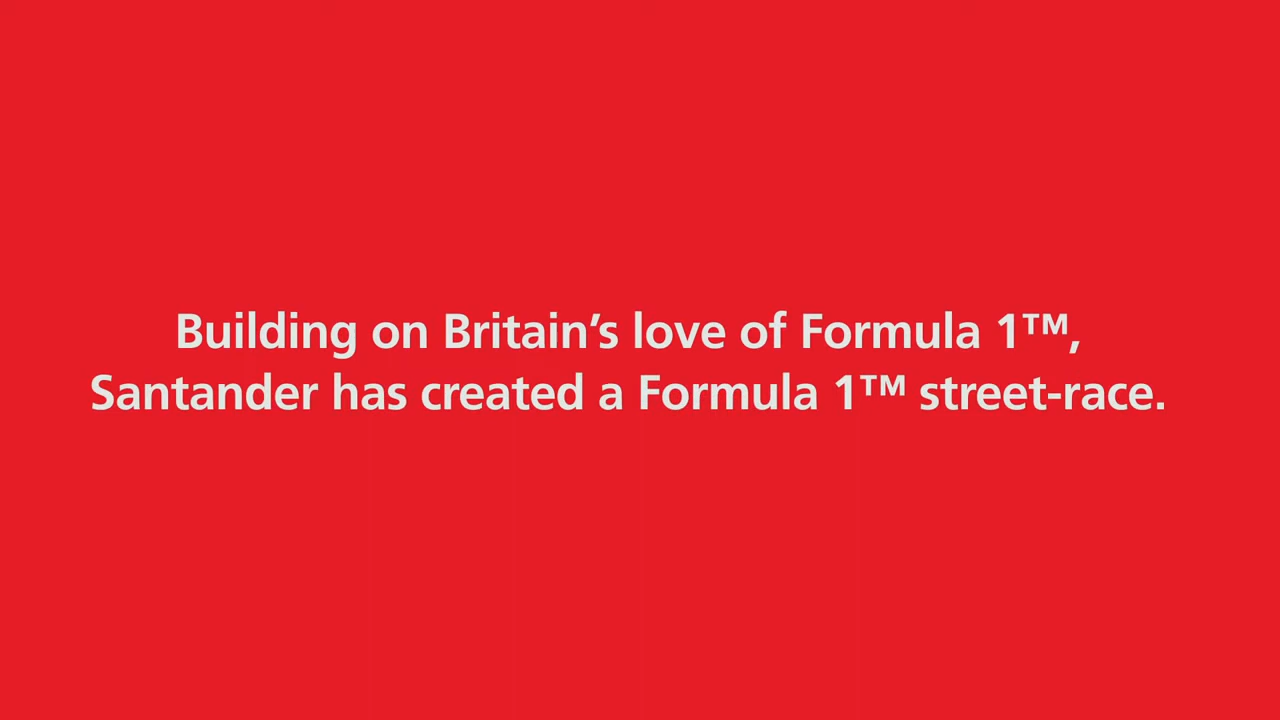 Building on Britain’s love of Formula 1™,
Santander has created a Formula 1™ street-race.